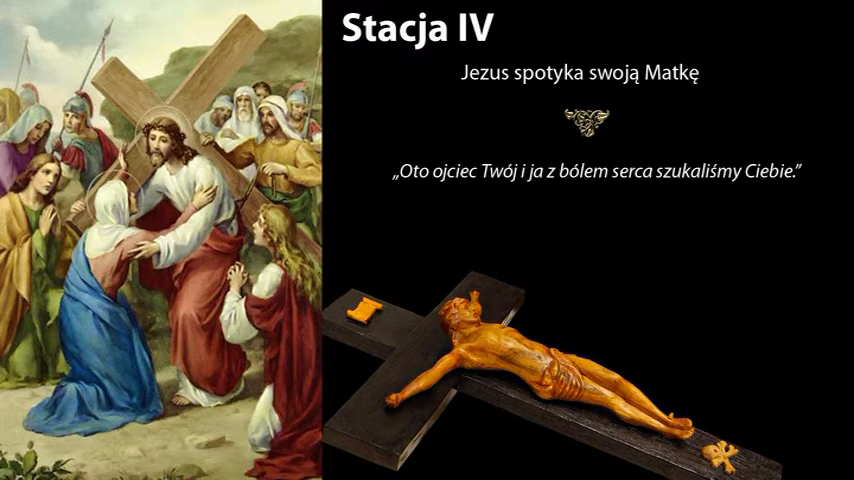 Stacja IV
Jezus spotyka swoją Matkę
„Oto ojciec Twój i ja z bólem serca szukaliśmy Ciebie.”